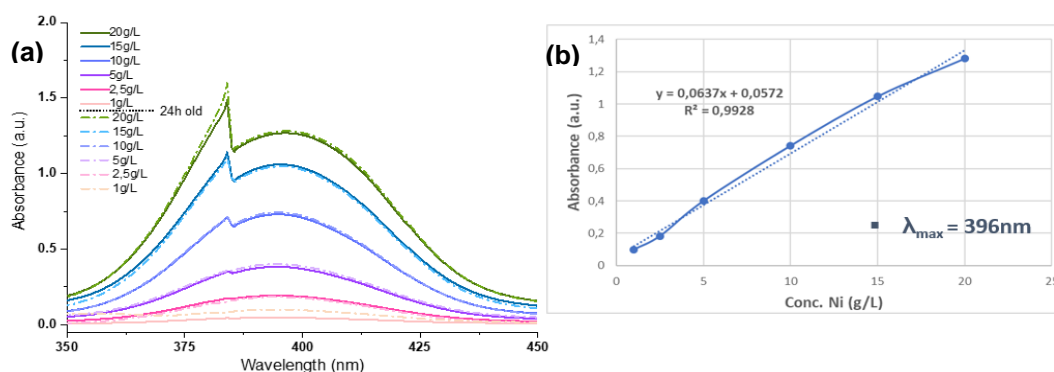 (a)
2.0
1.5
1.0
0.5
0.0
Absorbance (a.u.)
20g/L
15g/L
10g/L
5g/L
2,5g/L
1g/L
24h old
20g/L
15g/L
10g/L
5g/L
2,5g/L
1g/L
350 375 400 425 450
Wavelength (nm)
(b)
1,4
1,2
1
0,8
0,6
0,4
0,2
0
Absorbance (a.u.)
y = 0,0637x + 0,0572
R² = 0,9928
λmax = 396nm
0 5 10 15 20 25
Conc. Ni (g/L)